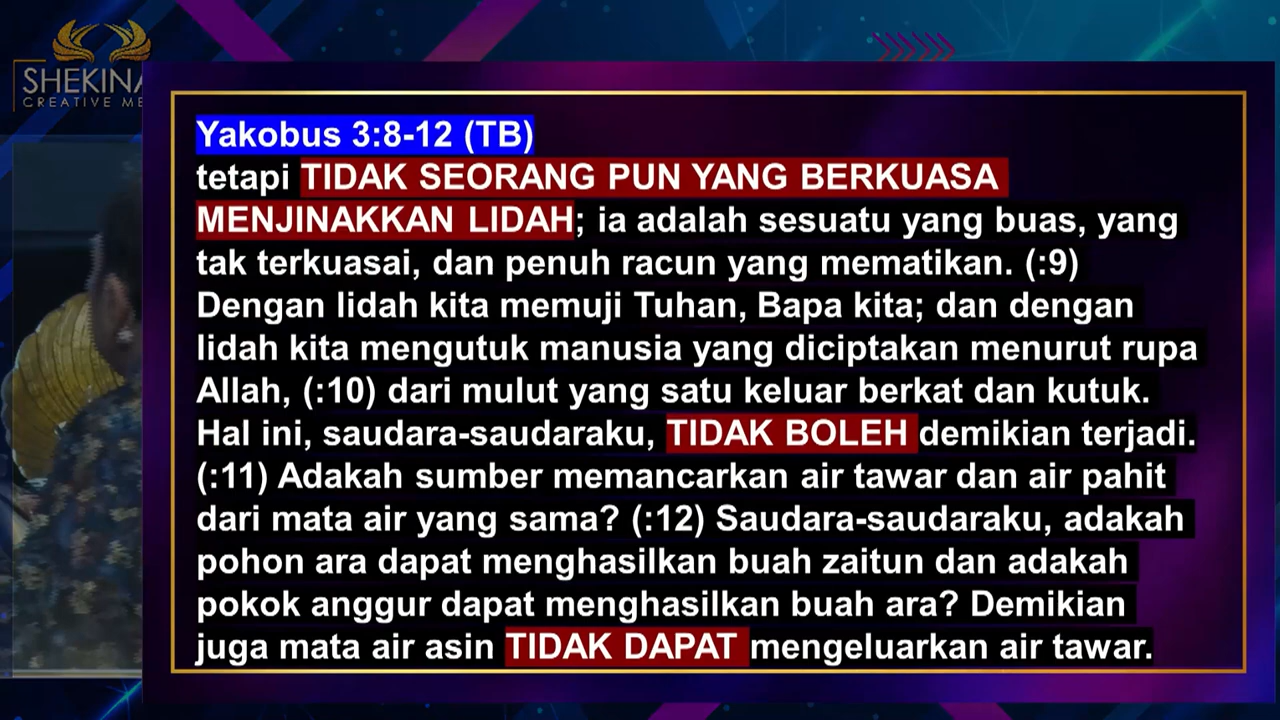 SHEKINA
CREATIVE ME
Yakobus 3:8-12 (TB)
tetapi TIDAK SEORANG PUN YANG BERKUASA
MENJINAKKAN LIDAH; ia adalah sesuatu yang buas, yang
tak terkuasai, dan penuh racun yang mematikan. (:9)
Dengan lidah kita memuji Tuhan, Bapa kita; dan dengan
lidah kita mengutuk manusia yang diciptakan menurut rupa
Allah, (:10) dari mulut yang satu keluar berkat dan kutuk.
Hal ini, saudara-saudaraku, TIDAK BOLEH demikian terjadi.
(:11) Adakah sumber memancarkan air tawar dan air pahit
dari mata air yang sama? (:12) Saudara-saudaraku, adakah
pohon ara dapat menghasilkan buah zaitun dan adakah
pokok anggur dapat menghasilkan buah ara? Demikian
juga mata air asin TIDAK DAPAT mengeluarkan air tawar.